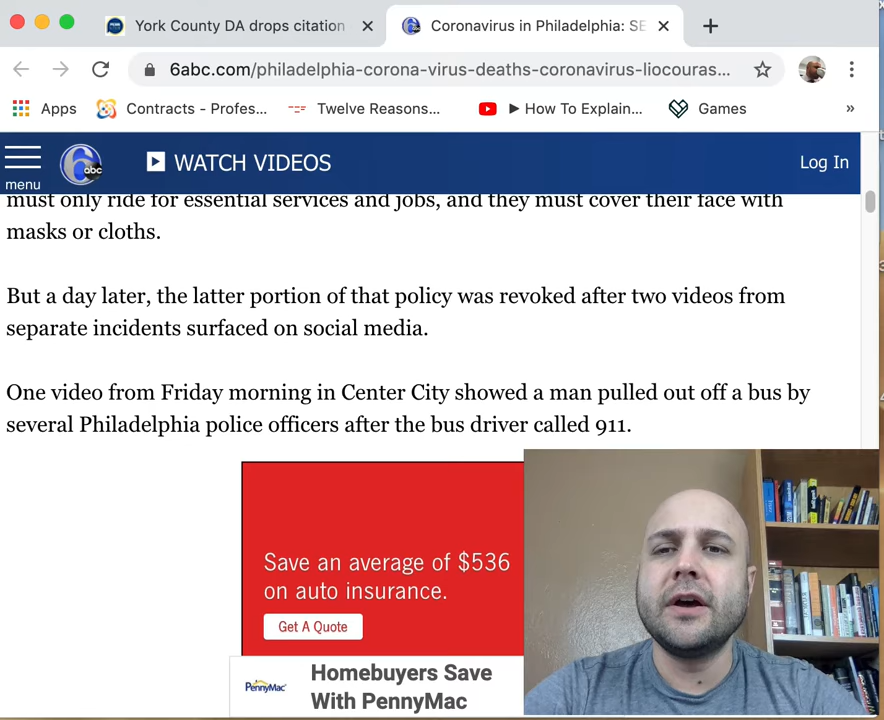 York County DA drops citation
Coronavirus in Philadelphia: SE
6abc.com/philadelphia-corona-virus-deaths-coronavirus-liocouras...
Apps
Contracts - Profes...
Twelve Reasons...
How To Explain...
Games
»
menu
6abc
WATCH VIDEOS
Log In
must only ride for essential services and jobs, and they must cover their face with
masks or cloths.
But a day later, the latter portion of that policy was revoked after two videos from
separate incidents surfaced on social media.
One video from Friday morning in Center City showed a man pulled out off a bus by
several Philadelphia police officers after the bus driver called 911.
Save an average of $536
on auto insurance.
Get A Quote
PennyMac
Homebuyers Save
With PennyMac